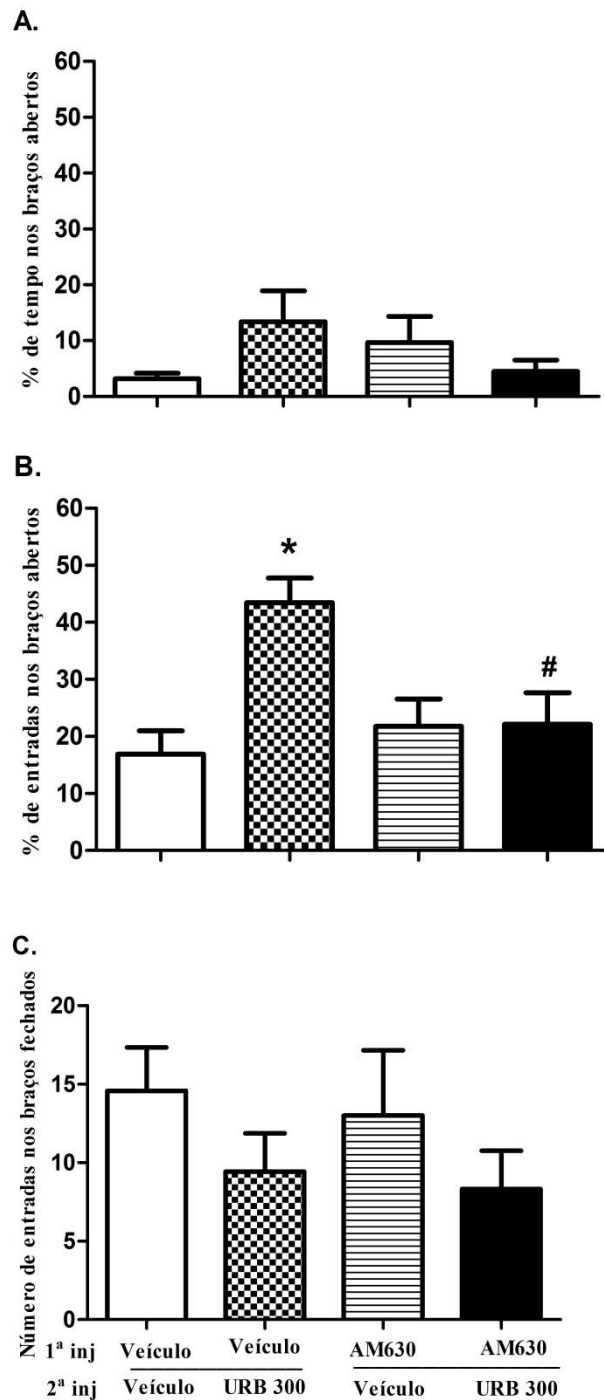 A.
% de tempo nos braços abertos
60
50
40
30
20
10
0
B.
% de entradas nos braços abertos
60
50
40
30
20
10
0
*
#
C.
Número de entradas nos braços fechados
20
15
10
5
0
1ª inj Veículo Veículo AM630 AM630
2ª inj Veículo URB 300 Veículo URB 300